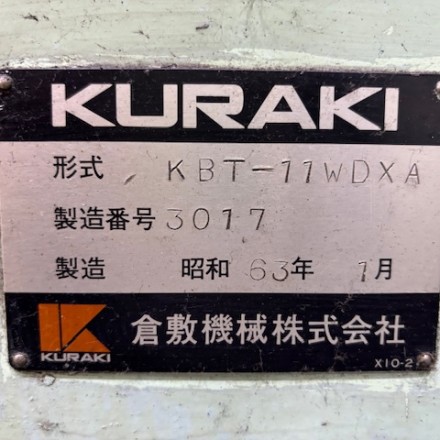 KURAKI
形式 KBT-11WDXA
製造番号 3017
製造 昭和 63年 1月
KURAKI 倉敷機械株式会社
X10-2